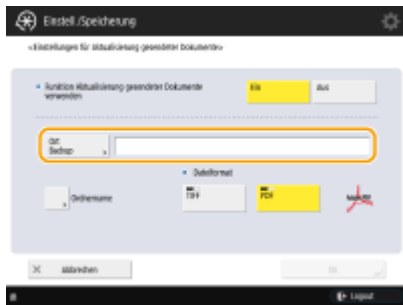 Einstell./Speicherung
<Einstellungen für Aktualisierung gesendeter Dokumente>
Funktion Aktualisierung gesendeter Dokumente
verwenden
Ein
Aus
Ort:
Backup
Dateiformat
Ordnername
TIFF
PDF
Abbrechen
OK
Logout